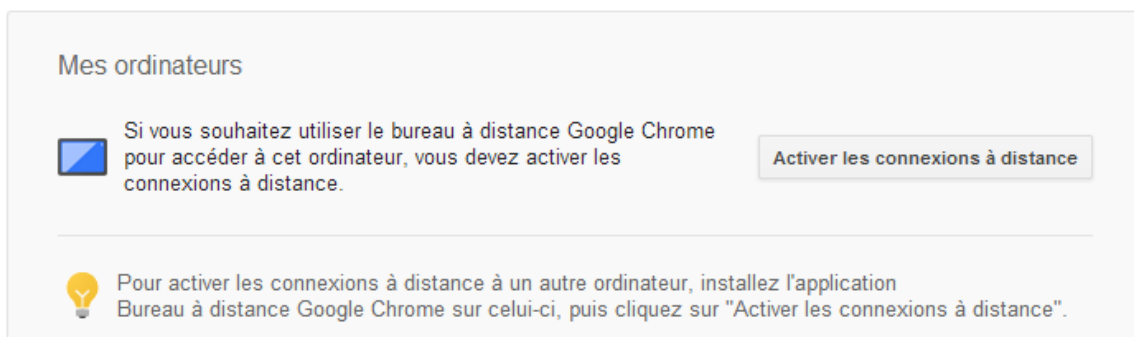 Mes ordinateurs
Si vous souhaitez utiliser le bureau à distance Google Chrome
pour accéder à cet ordinateur, vous devez activer les
connexions à distance.
Activer les connexions à distance
Pour activer les connexions à distance à un autre ordinateur, installez l'application
Bureau à distance Google Chrome sur celui-ci, puis cliquez sur "Activer les connexions à distance".